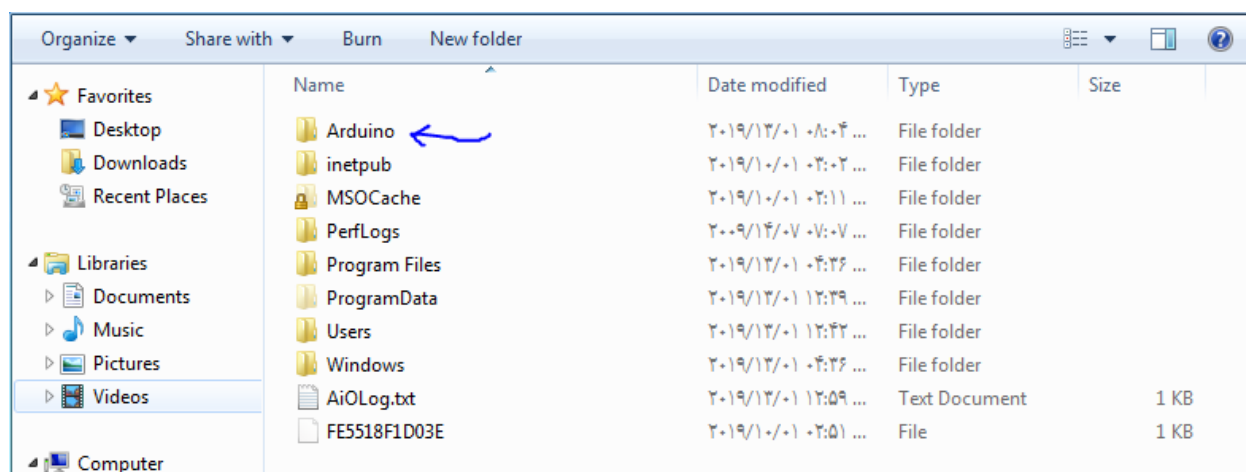 Organize Share with Burn New folder
Favorites
Desktop
Downloads
Recent Places
Libraries
Documents
Music
Pictures
Videos
Computer
Name Date modified Type Size
Arduino ۲۰۱۹/۱۳/۰۱ ۰۸:۰۴ ... File folder
inetpub ۲۰۱۹/۱۰/۰۱ ۰۳:۰۲ ... File folder
MSOCache ۲۰۱۹/۱۰/۰۱ ۰۲:۱۱ ... File folder
PerfLogs ۲۰۰۹/۱۴/۰۷ ۰۷:۰۷ ... File folder
Program Files ۲۰۱۹/۱۳/۰۱ ۰۴:۳۶ ... File folder
ProgramData ۲۰۱۹/۱۳/۰۱ ۱۲:۳۹ ... File folder
Users ۲۰۱۹/۱۳/۰۱ ۱۲:۴۲ ... File folder
Windows ۲۰۱۹/۱۳/۰۱ ۰۴:۳۶ ... File folder
AiOLog.txt ۲۰۱۹/۱۲/۰۱ ۱۲:۵۹ ... Text Document 1 KB
FE5518F1D03E ۲۰۱۹/۱۰/۰۱ ۰۲:۵۱ ... File 1 KB